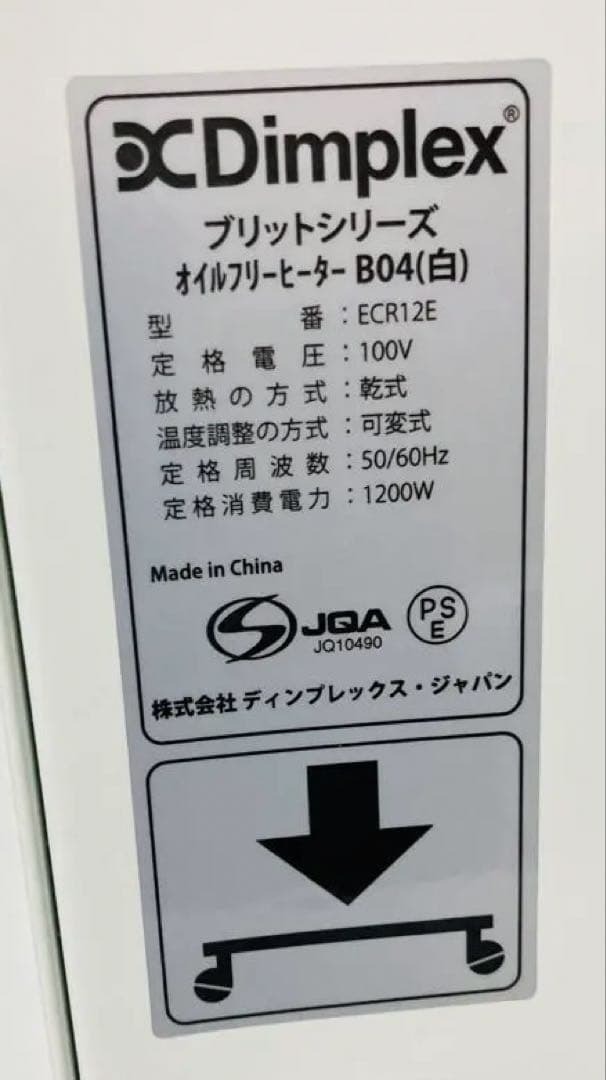 Dimplex®
ブリットシリーズ
オイルフリーヒーター B04(白)
型番：ECR12E
定格電圧：100V
放熱の方式：乾式
温度調整の方式：可変式
定格周波数：50/60Hz
定格消費電力：1200W
Made in China
JQA
JQ10490
PS
E
株式会社 ディンプレックス・ジャパン